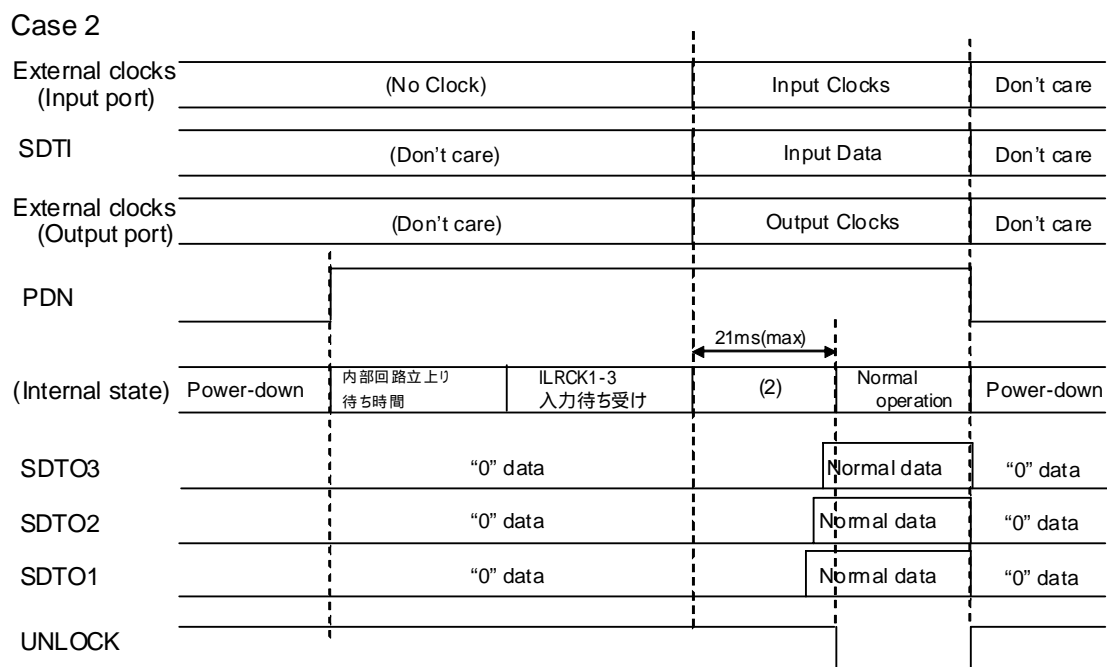 Case 2
External clocks
(Input port)
(No Clock)
Input Clocks
Don't care
SDTI
(Don't care)
Input Data
Don't care
External clocks
(Output port)
(Don't care)
Output Clocks
Don't care
PDN
21ms(max)
(Internal state)
Power-down
内部回路立上り
待ち時間
ILRCK1-3
入力待ち受け
(2)
Normal
operation
Power-down
SDTO3
“0” data
Normal data
“0” data
SDTO2
“0” data
Normal data
“0” data
SDTO1
“0” data
Normal data
“0” data
UNLOCK